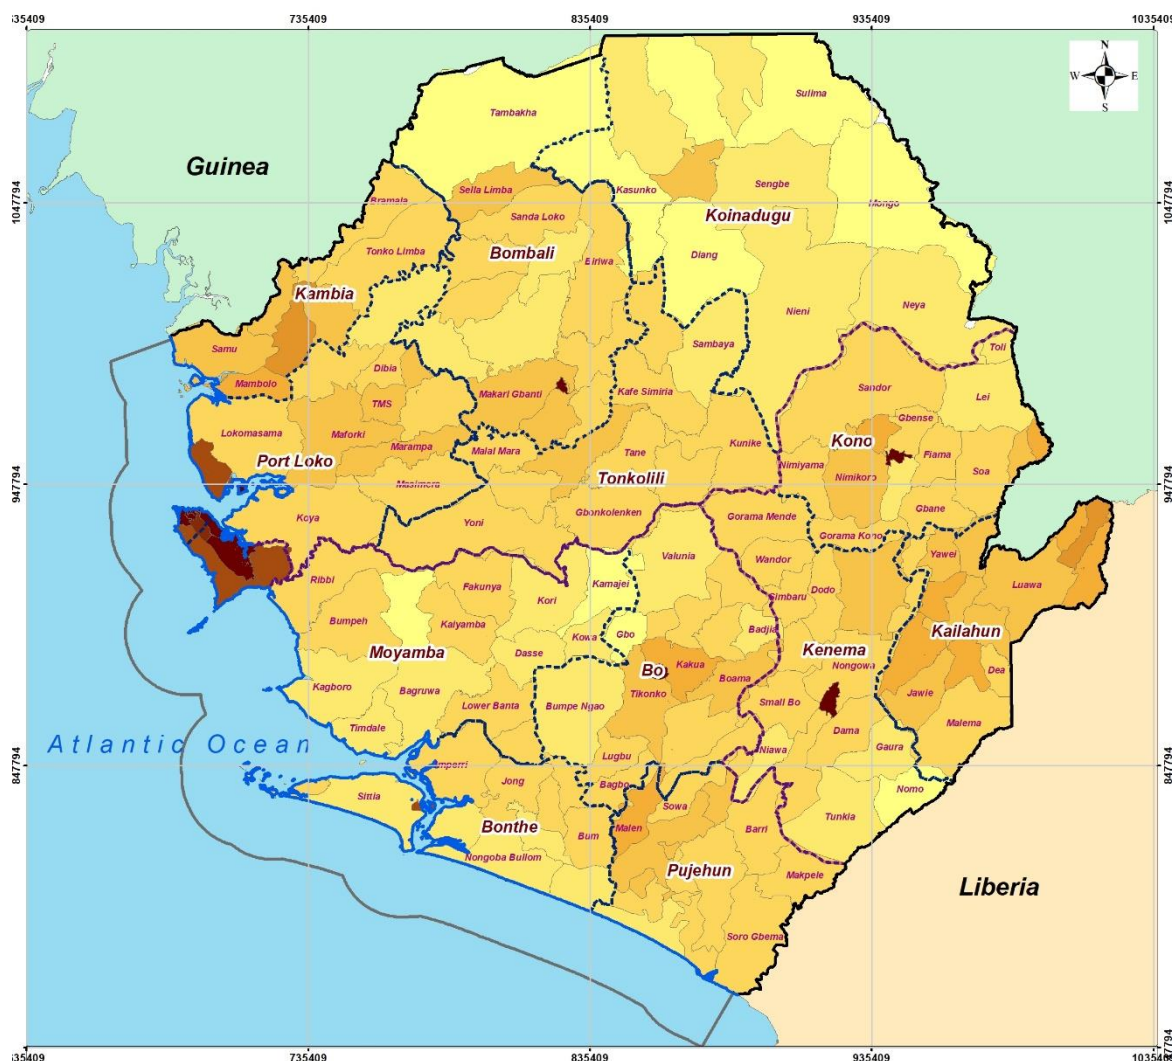 735409
835409
935409
1035409
N
W E
S
Guinea
Tambakha
Sulima
1047794
1047794
Bramaia
Sella Limba
Kasunko
Sengbe
Mongo
Sanda Loko
Koinadugu
Tonko Limba
Bombali
Biriwa
Diang
Kambia
Nieni
Neya
Samu
Sambaya
Toli
Mambolo
Dibia
Makari Gbanti
Kafe Simiria
Sandor
Lei
TMS
Gbense
Lokomasama
Maforki
Marampa
Malal Mara
Tane
Kunike
Kono
Fiama
Port Loko
Nimiyama
Soa
Masimera
Tonkolili
Nimikoro
947794
947794
Koya
Yoni
Gbonkolenken
Gorama Mende
Gbane
Gorama Kono
Ribbi
Valunia
Wandor
Yawei
Fakunya
Kamajei
Simbaru
Dodo
Luawa
Bumpeh
Kaiyamba
Kori
Kowa
Gbo
Badjia
Kailahun
Moyamba
Dasse
Kenema
Kagboro
Bagruwa
Bo
Kakua
Nongowa
Dea
Tikonko
Boama
Jawie
Timdale
Lower Banta
Bumpe Ngao
Small Bo
Malema
Dama
Atlantic Ocean
Lugbu
Niawa
Gaura
847794
847794
Jong
Bagbo
Nomo
Sittia
Sowa
Tunkia
Bonthe
Bum
Malen
Barri
Nongoba Bullom
Pujehun
Makpele
Liberia
Soro Gbema
735409
835409
935409